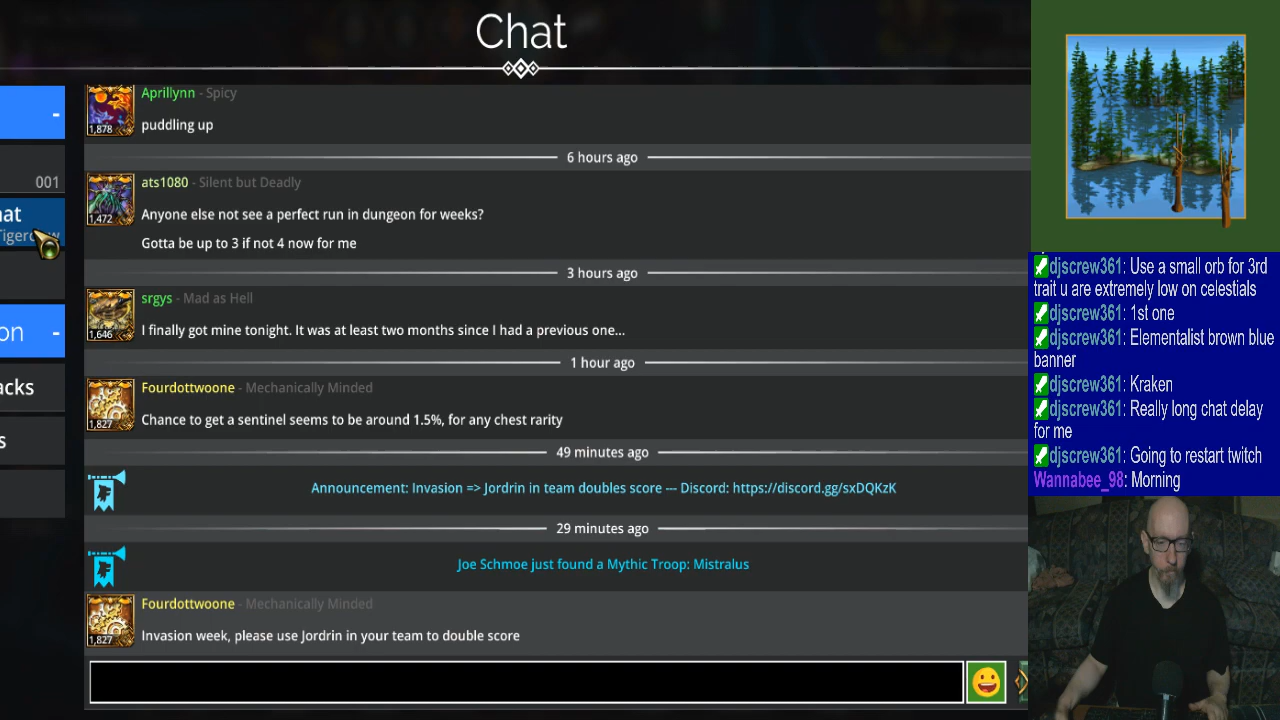 Chat
-
001
Aprillynn - Spicy
1,878
puddling up
6 hours ago
ats1080 - Silent but Deadly
1,472
Anyone else not see a perfect run in dungeon for weeks?
Gotta be up to 3 if not 4 now for me
3 hours ago
srgys - Mad as Hell
1,646
I finally got mine tonight. It was at least two months since I had a previous one...
1 hour ago
Fourdottwoone - Mechanically Minded
1,827
Chance to get a sentinel seems to be around 1.5%, for any chest rarity
49 minutes ago
Announcement: Invasion => Jordrin in team doubles score --- Discord: https://discord.gg/sxDQKzK
29 minutes ago
Joe Schmoe just found a Mythic Troop: Mistralus
Fourdottwoone - Mechanically Minded
1,827
Invasion week, please use Jordrin in your team to double score
at
on -
acks
s
djscrew361: Use a small orb for 3rd
trait u are extremely low on celestials
djscrew361: 1st one
djscrew361: Elementalist brown blue
banner
djscrew361: Kraken
djscrew361: Really long chat delay
for me
djscrew361: Going to restart twitch
Wannabee_98: Morning